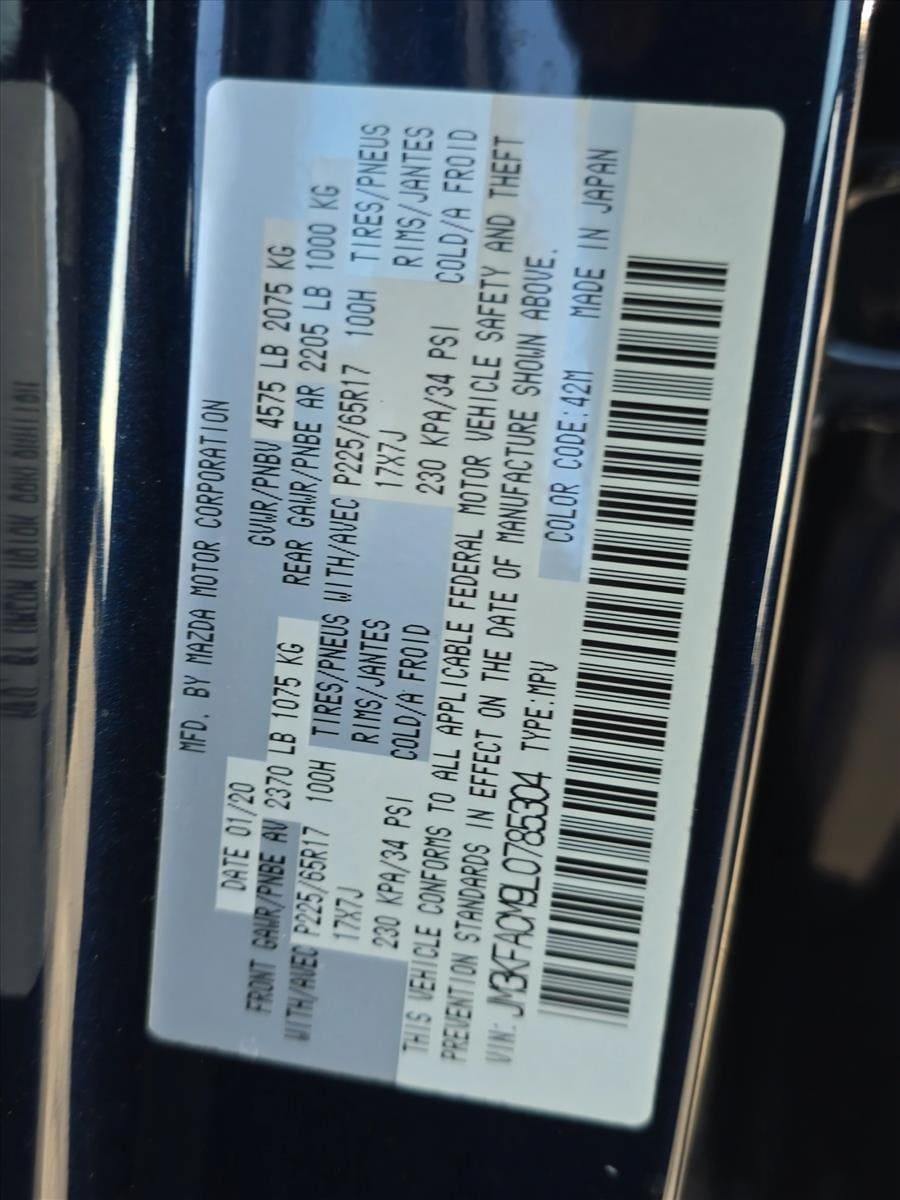 MFD. BY MAZDA MOTOR CORPORATION
DATE 01/20 GVWR/PNBV 4575 LB 2075 KG
FRONT GAWR/PNBE AV 2370 LB 1075 KG REAR GAWR/PNBE AR 2205 LB 1000 KG
WITH/AVEC P225/65R17 100H TIRES/PNEUS WITH/AVEC P225/65R17 100H TIRES/PNEUS
17X7J RIMS/JANTES 17X7J RIMS/JANTES
230 KPA/34 PSI COLD/A FROID 230 KPA/34 PSI COLD/A FROID
THIS VEHICLE CONFORMS TO ALL APPLICABLE FEDERAL MOTOR VEHICLE SAFETY AND THEFT
PREVENTION STANDARDS IN EFFECT ON THE DATE OF MANUFACTURE SHOWN ABOVE.
VIN: JM3KFACM9L0785304 TYPE:MPV COLOR CODE:42M MADE IN JAPAN